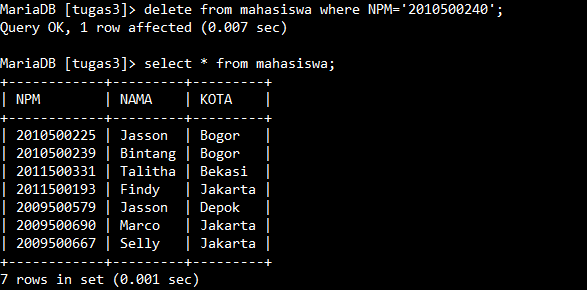 MariaDB [tugas3]> delete from mahasiswa where NPM='2010500240';
Query OK, 1 row affected (0.007 sec)
MariaDB [tugas3]> select * from mahasiswa;
+------------+---------+---------+
| NPM        | NAMA    | KOTA    |
+------------+---------+---------+
| 2010500225 | Jasson  | Bogor   |
| 2010500239 | Bintang | Bogor   |
| 2011500331 | Talitha | Bekasi  |
| 2011500193 | Findy   | Jakarta |
| 2009500579 | Jasson  | Depok   |
| 2009500690 | Marco   | Jakarta |
| 2009500667 | Selly   | Jakarta |
+------------+---------+---------+
7 rows in set (0.001 sec)